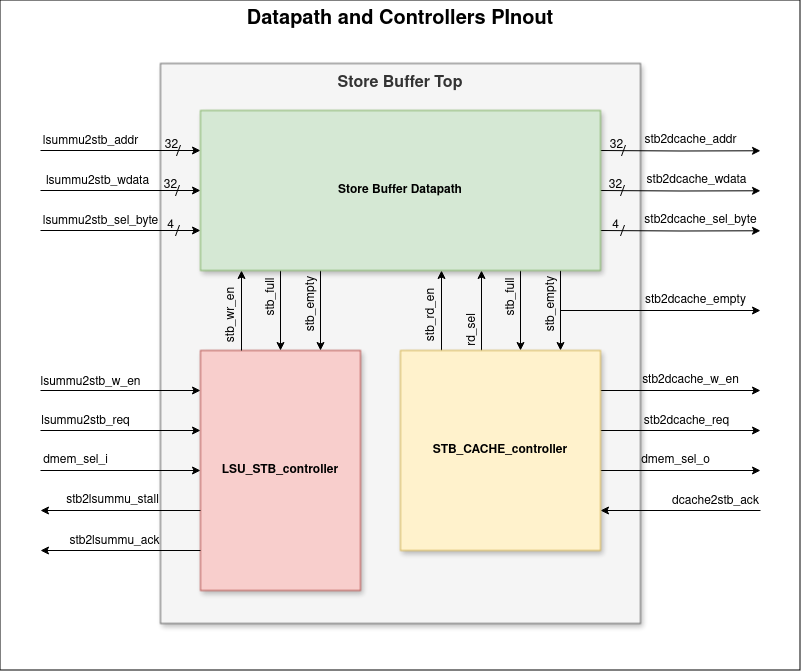 Datapath and Controllers PInout
Store Buffer Top
lsummu2stb_addr
32
lsummu2stb_wdata
32
lsummu2stb_sel_byte
4
Store Buffer Datapath
32
stb2dcache_addr
32
stb2dcache_wdata
4
stb2dcache_sel_byte
stb_wr_en
stb_full
stb_empty
stb_rd_en
rd_sel
stb_full
stb_empty
stb2dcache_empty
lsummu2stb_w_en
lsummu2stb_req
dmem_sel_i
stb2lsummu_stall
stb2lsummu_ack
LSU_STB_controller
STB_CACHE_controller
stb2dcache_w_en
stb2dcache_req
dmem_sel_o
dcache2stb_ack